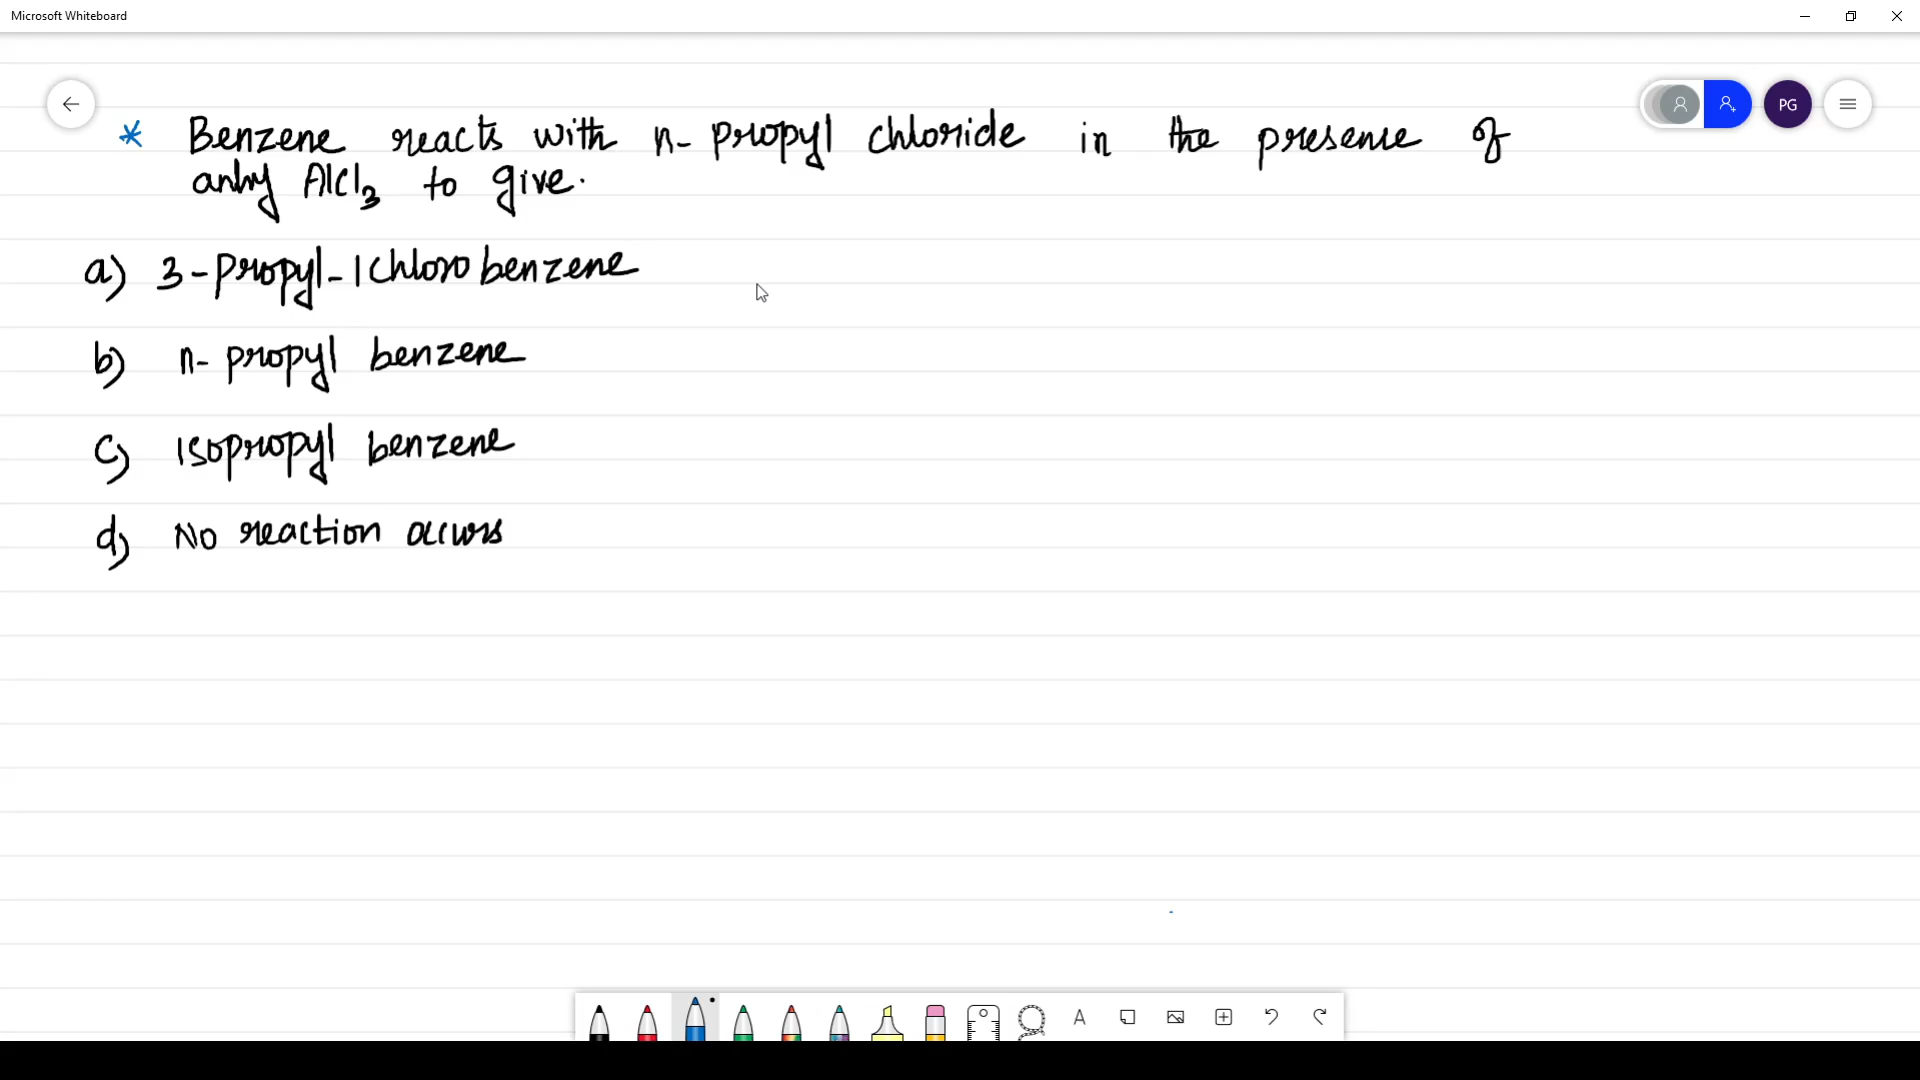 Microsoft Whiteboard
PG
* Benzene reacts with n- propyl chloride in the presence of
anhy AlCl3 to give.
a) 3-Propyl-1Chloro benzene
b) n- propyl benzene
c) Isopropyl benzene
d) No reaction occurs
A